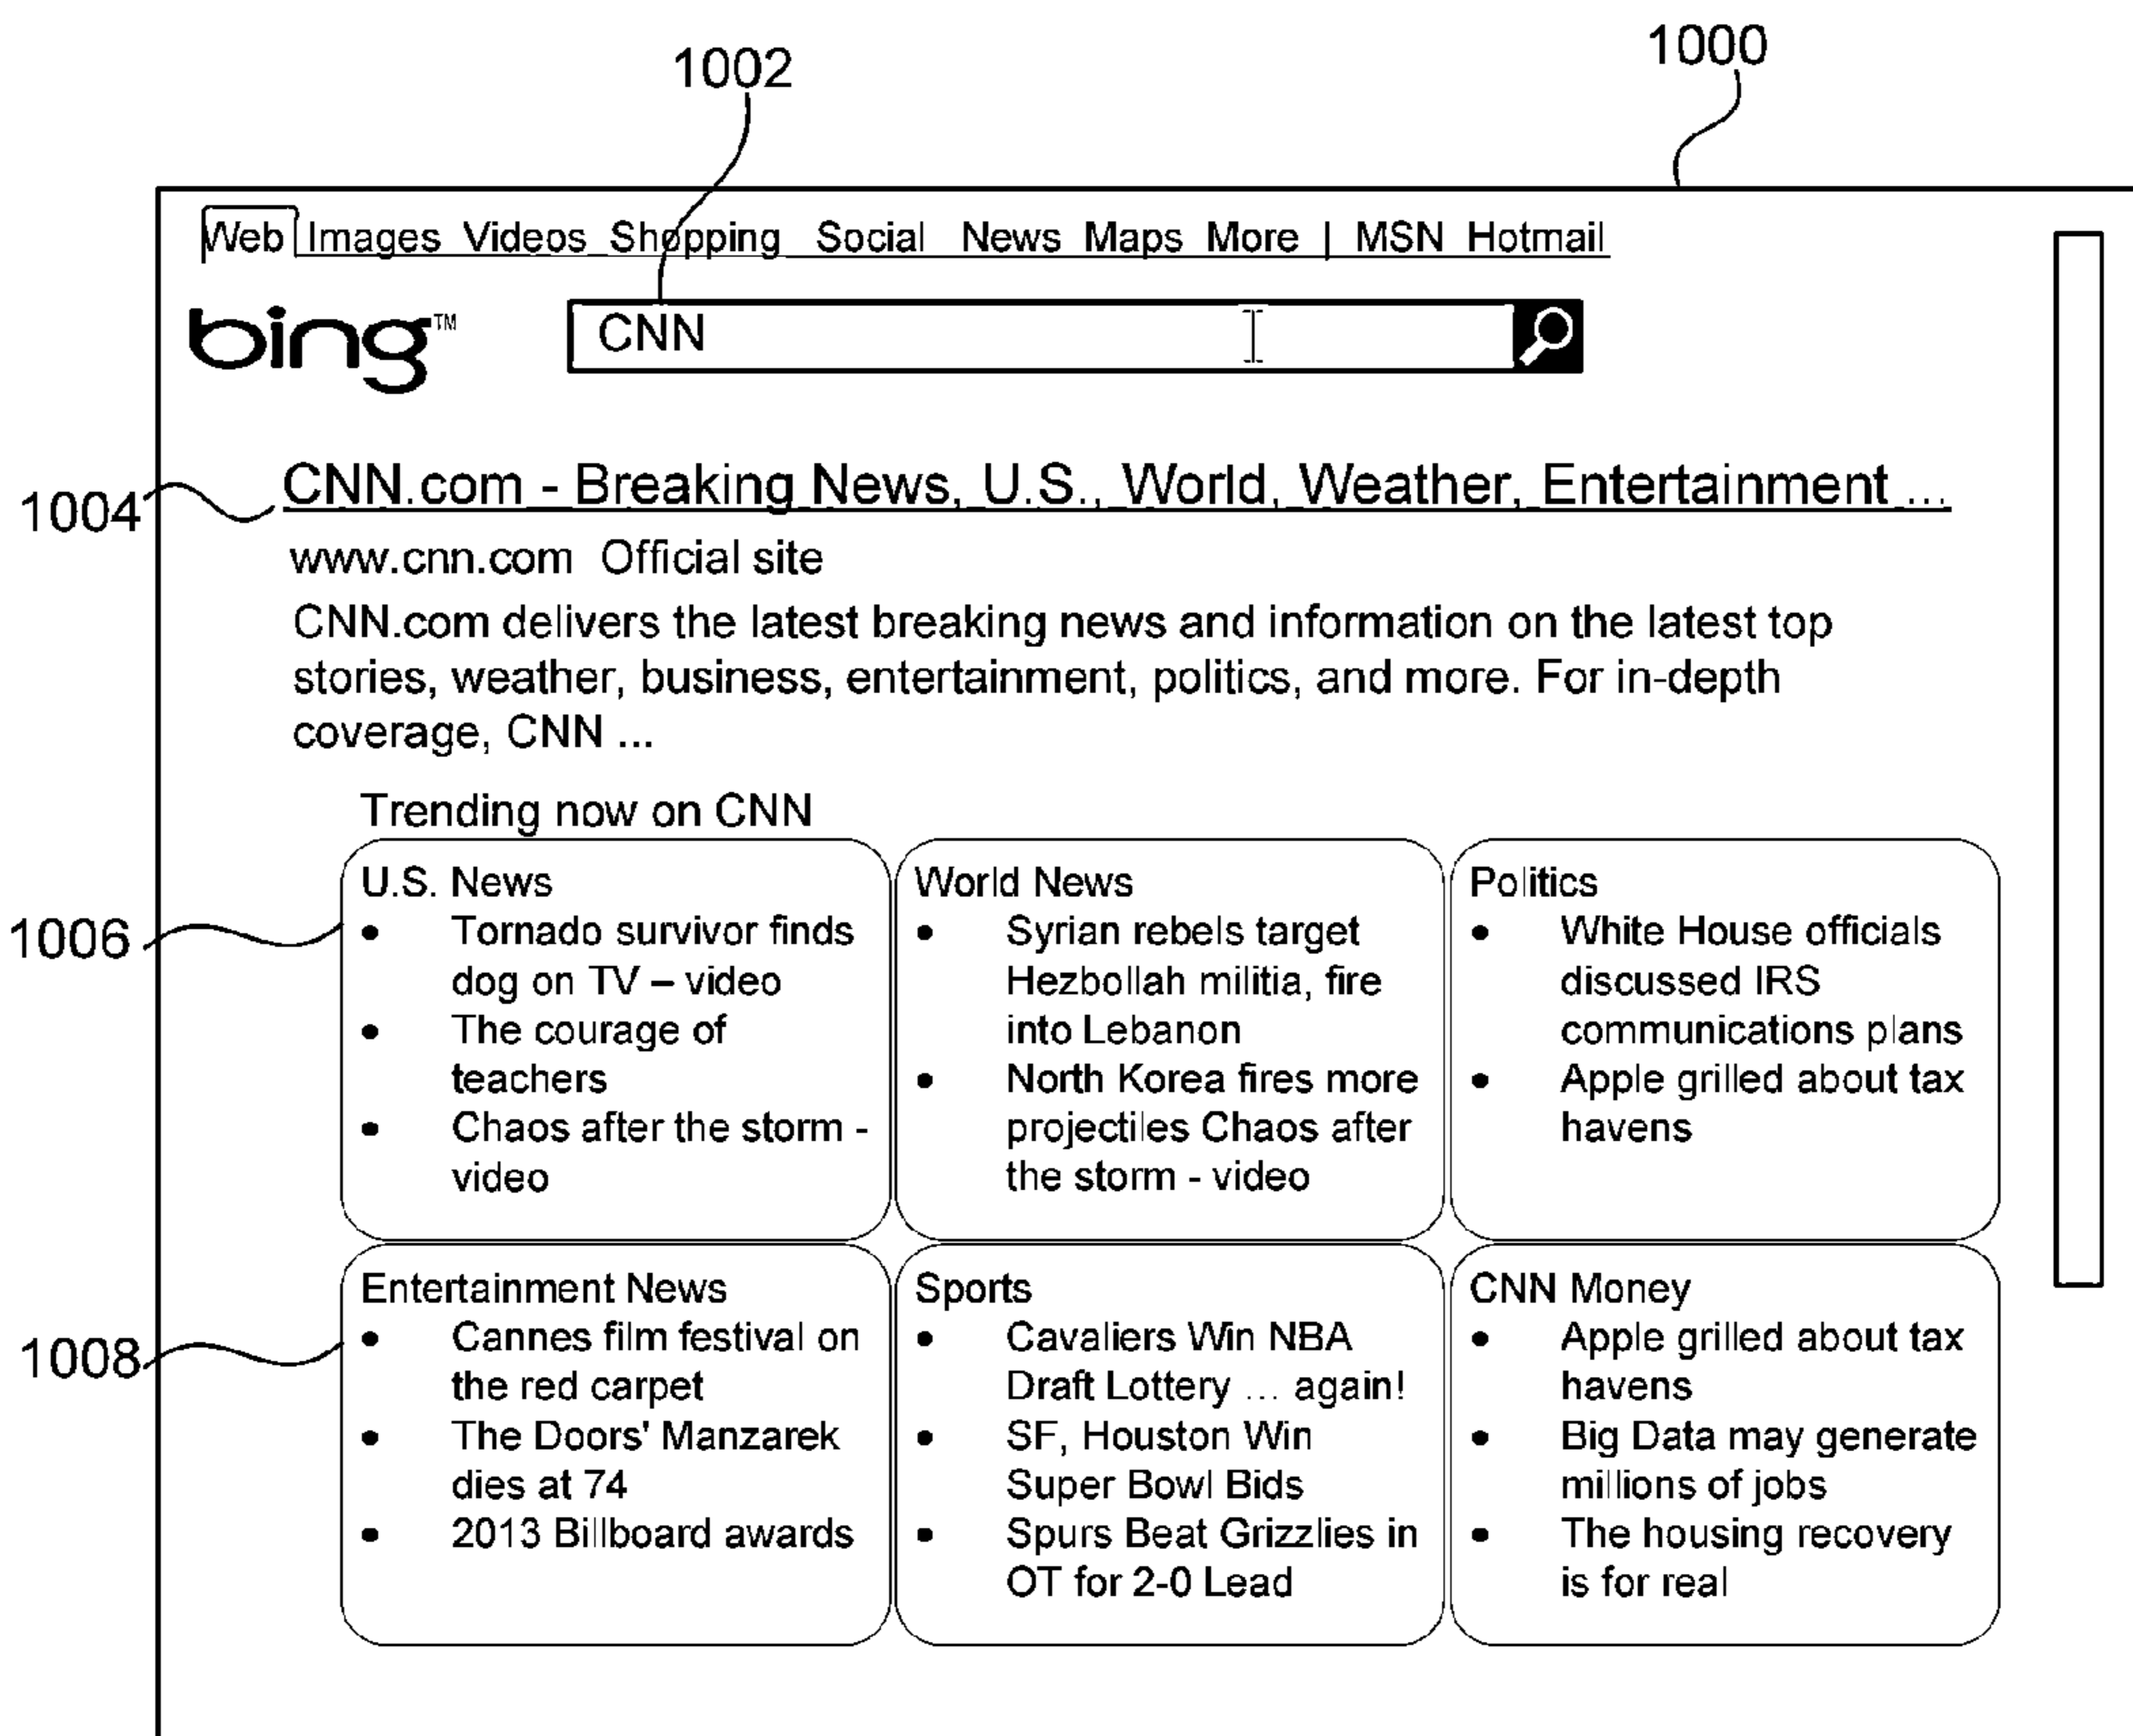 1000
1002
Web Images Videos Shopping Social News Maps More | MSN Hotmail
bing™
CNN
1004
CNN.com - Breaking News, U.S., World, Weather, Entertainment ...
www.cnn.com Official site
CNN.com delivers the latest breaking news and information on the latest top
stories, weather, business, entertainment, politics, and more. For in-depth
coverage, CNN ...
Trending now on CNN
1006
U.S. News
• Tornado survivor finds
dog on TV – video
• The courage of
teachers
• Chaos after the storm -
video
World News
• Syrian rebels target
Hezbollah militia, fire
into Lebanon
• North Korea fires more
projectiles Chaos after
the storm - video
Politics
• White House officials
discussed IRS
communications plans
• Apple grilled about tax
havens
1008
Entertainment News
• Cannes film festival on
the red carpet
• The Doors' Manzarek
dies at 74
• 2013 Billboard awards
Sports
• Cavaliers Win NBA
Draft Lottery ... again!
• SF, Houston Win
Super Bowl Bids
• Spurs Beat Grizzlies in
OT for 2-0 Lead
CNN Money
• Apple grilled about tax
havens
• Big Data may generate
millions of jobs
• The housing recovery
is for real